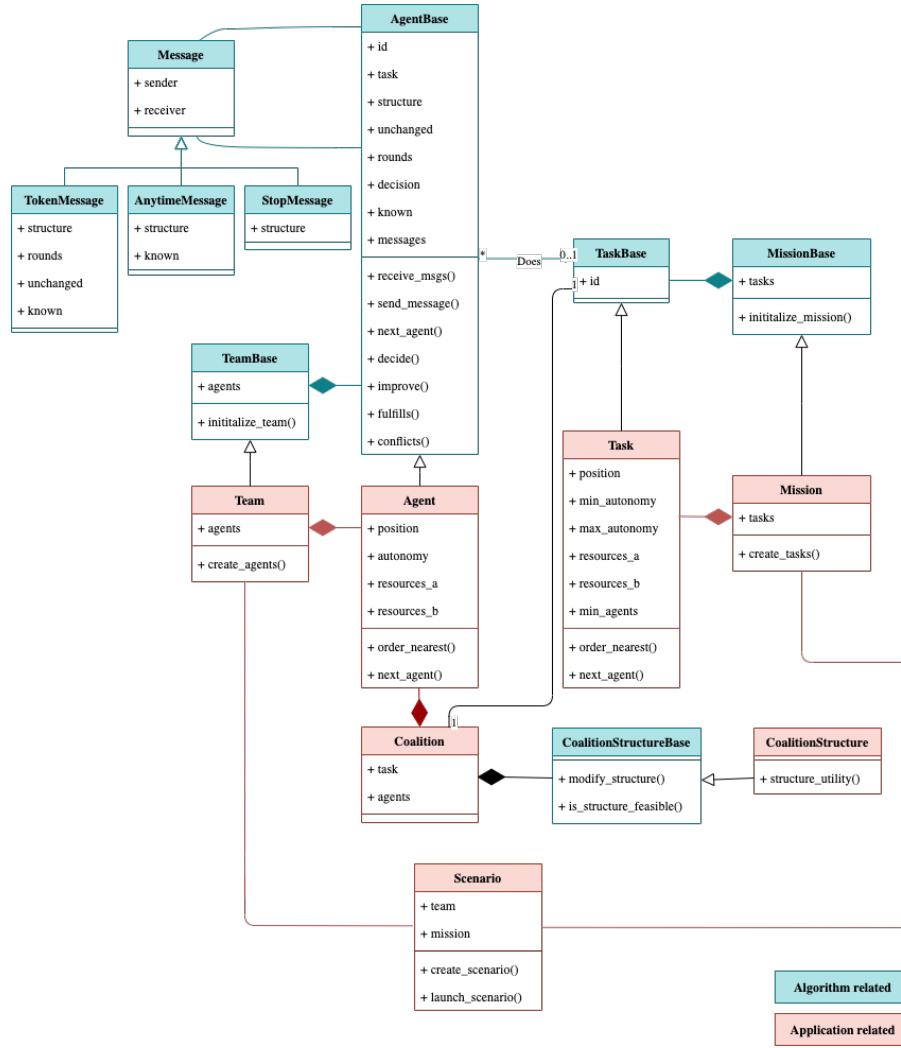 AgentBase
+ id
+ task
+ structure
+ unchanged
+ rounds
+ decision
+ known
+ messages
+ receive_msgs()
+ send_message()
+ next_agent()
+ decide()
+ improve()
+ fulfills()
+ conflicts()
Message
+ sender
+ receiver
TokenMessage
+ structure
+ rounds
+ unchanged
+ known
AnytimeMessage
+ structure
+ known
StopMessage
+ structure
*
Does
0..1
TaskBase
+ id
1
MissionBase
+ tasks
+ inititalize_mission()
TeamBase
+ agents
+ inititalize_team()
Team
+ agents
+ create_agents()
Agent
+ position
+ autonomy
+ resources_a
+ resources_b
+ order_nearest()
+ next_agent()
Task
+ position
+ min_autonomy
+ max_autonomy
+ resources_a
+ resources_b
+ min_agents
+ order_nearest()
+ next_agent()
Mission
+ tasks
+ create_tasks()
1
Coalition
+ task
+ agents
CoalitionStructureBase
+ modify_structure()
+ is_structure_feasible()
CoalitionStructure
+ structure_utility()
Scenario
+ team
+ mission
+ create_scenario()
+ launch_scenario()
Algorithm related
Application related